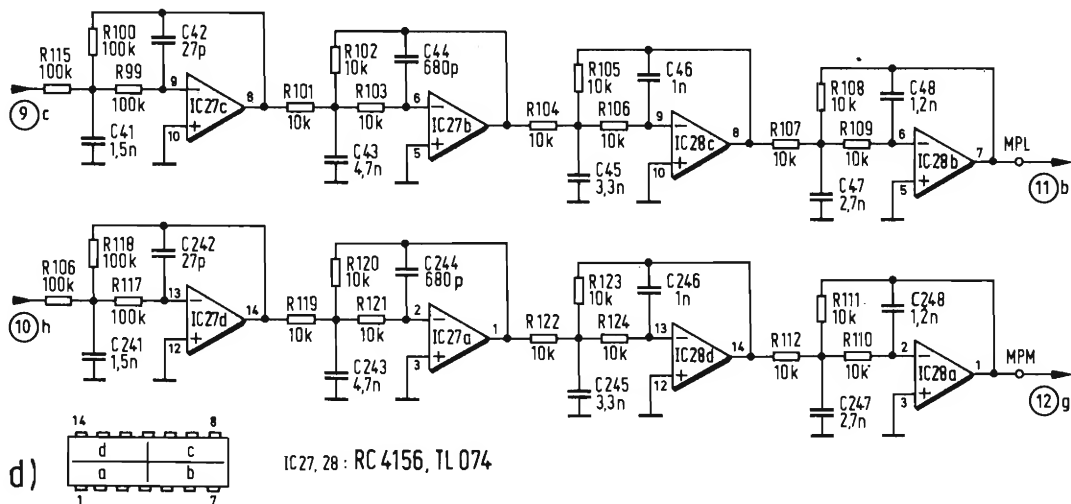 R115
100k
R100
100k
C42
27p
R99
100k
9
8
IC27c
10
C41
1,5n
9 c
R101
10k
R102
10k
C44
680p
R103
10k
6
IC27b
5
C43
4,7n
R104
10k
R105
10k
C46
1n
R106
10k
9
8
IC28c
10
C45
3,3n
R107
10k
R108
10k
C48
1,2n
R109
10k
6
7
IC28b
5
C47
2,7n
MPL
11 b
R106
100k
R118
100k
C242
27p
R117
100k
13
14
IC27d
12
C241
1,5n
10 h
R119
10k
R120
10k
C244
680p
R121
10k
2
1
IC27a
3
C243
4,7n
R122
10k
R123
10k
C246
1n
R124
10k
13
14
IC28d
12
C245
3,3n
R112
10k
R111
10k
C248
1,2n
R110
10k
2
1
IC28a
3
C247
2,7n
MPM
12 g
d)
14 8
d c
a b
1 7
IC27, 28 : RC 4156, TL 074